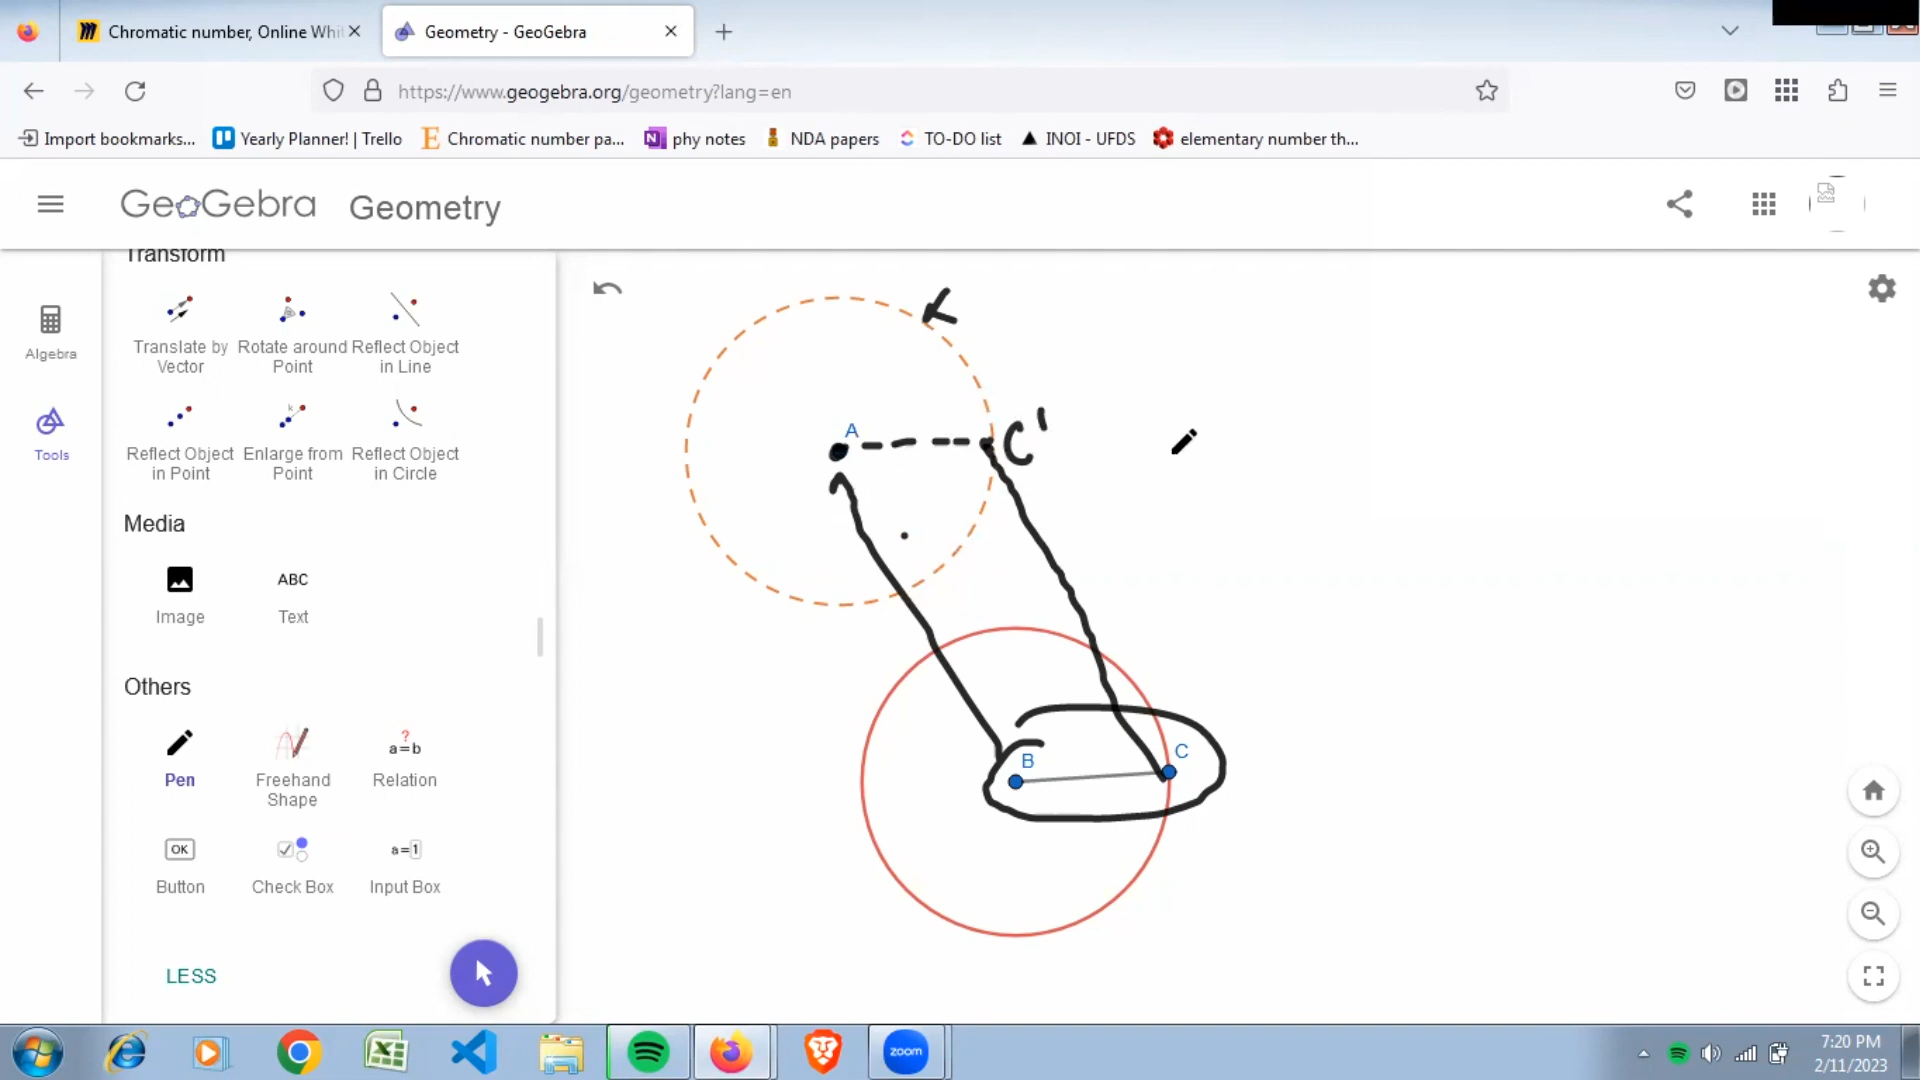 Chromatic number, Online Whit
Geometry - GeoGebra
https://www.geogebra.org/geometry?lang=en
Import bookmarks...
Yearly Planner! | Trello
Chromatic number pa...
phy notes
NDA papers
TO-DO list
INOI - UFDS
elementary number th...
GeoGebra Geometry
Algebra
Tools
Transform
Translate by Vector
Rotate around Point
Reflect Object in Line
k
Reflect Object in Point
Enlarge from Point
Reflect Object in Circle
Media
Image
ABC
Text
Others
Pen
Freehand Shape
?
a=b
Relation
OK
Button
Check Box
a=1
Input Box
LESS
A
C'
B
C
zoom
7:20 PM
2/11/2023